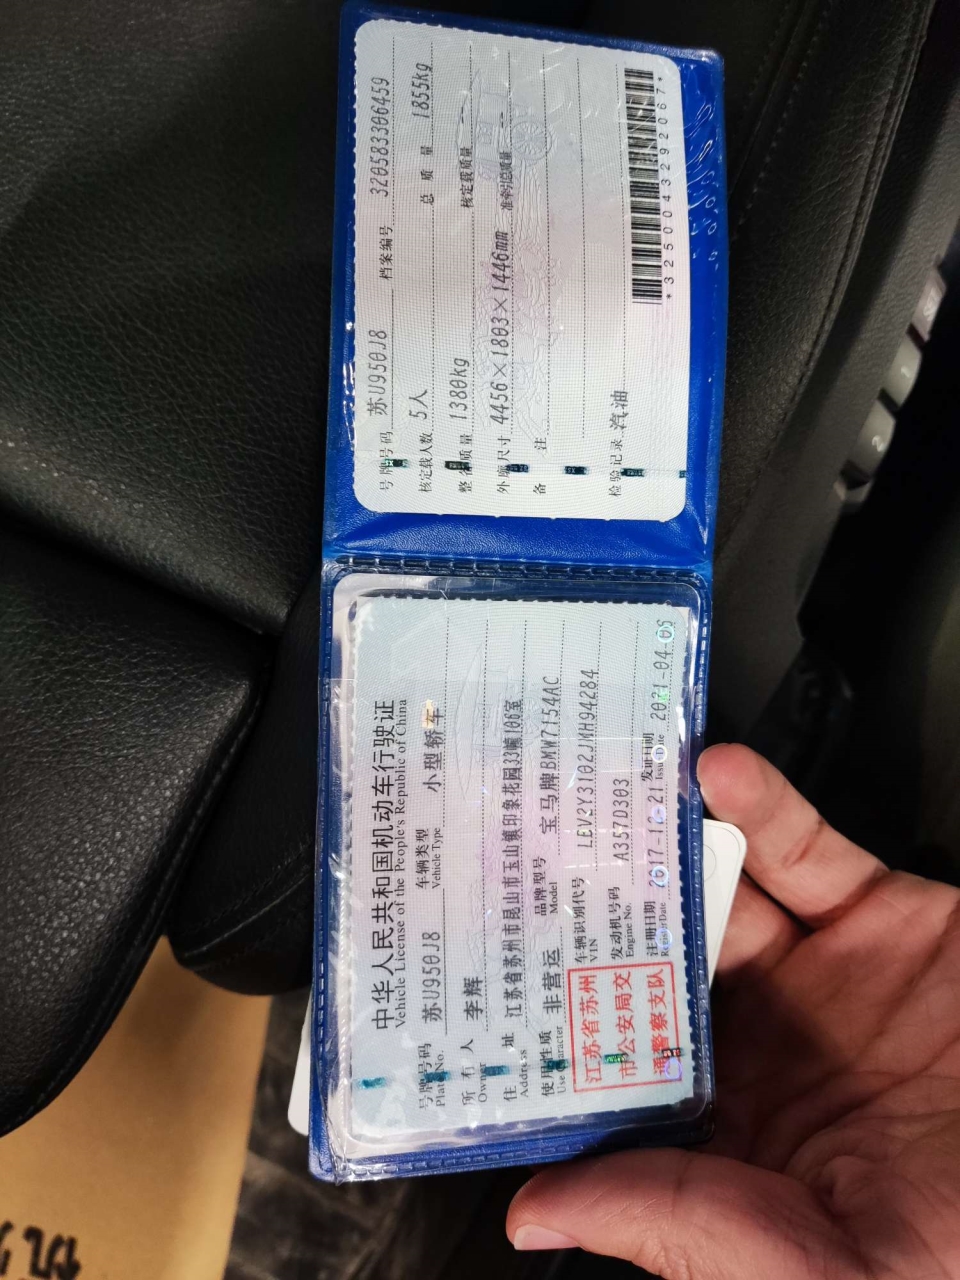 中华人民共和国机动车行驶证
Vehicle License of the People's Republic of China
号牌号码 苏U950J8 车辆类型 小型轿车
Plate No. Vehicle Type
所有人 李辉
Owner
住址 江苏省苏州市昆山市玉山镇印象花园33幢106室
Address
使用性质 非营运 品牌型号 宝马牌BMW7154AC
Use Character Model
江苏省苏州
市公安局交
通警察支队
车辆识别代号 LBV2Y3102JMH94284
VIN
发动机号码 A357D303
Engine No.
注册日期 2017-12-21 发证日期 2021-04-06
Register Date Issue Date
号牌号码 苏U950J8 档案编号 320583306459
核定载人数 5人 总质量 1855kg
整备质量 1380kg 核定载质量
外廓尺寸 4456×1803×1446mm 准牵引总质量
备注
检验记录 汽油
*3250043292067*
1
2